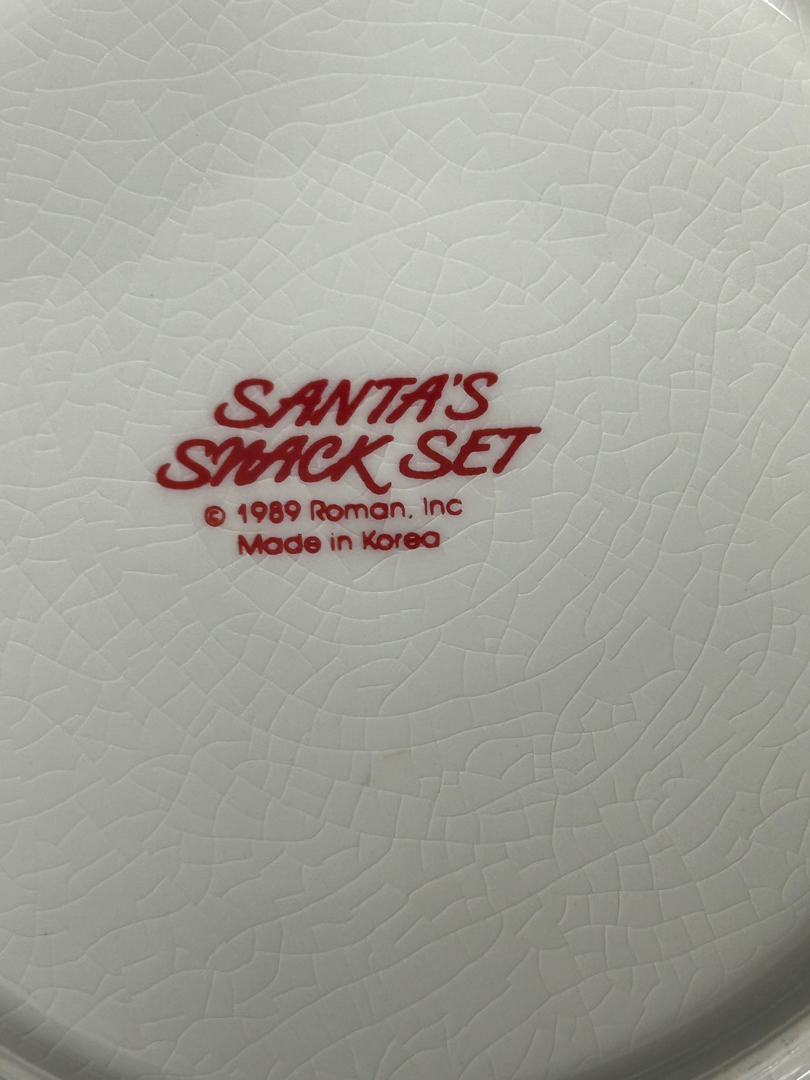 SANTA'S
SNACK SET
© 1989 Roman, Inc
Made in Korea